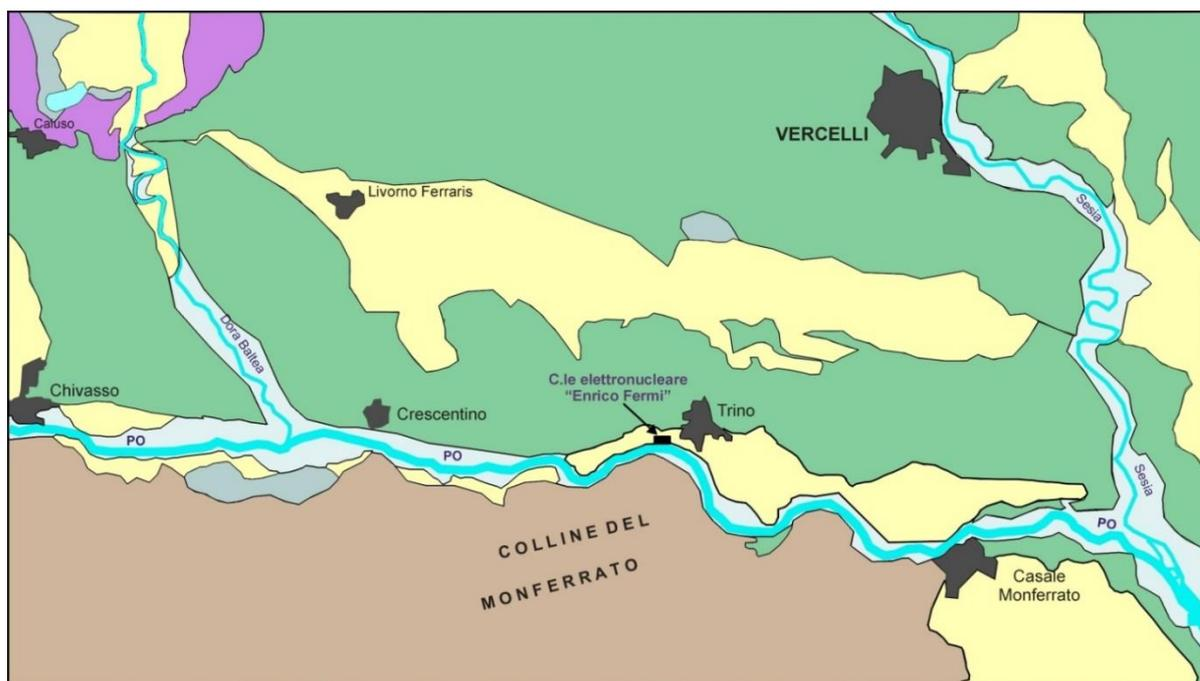 Caluso
VERCELLI
Livorno Ferraris
Sesia
Dora Baltea
C.le elettronucleare
“Enrico Fermi”
Chivasso
Crescentino
Trino
PO
PO
Sesia
PO
COLLINE DEL
MONFERRATO
Casale
Monferrato